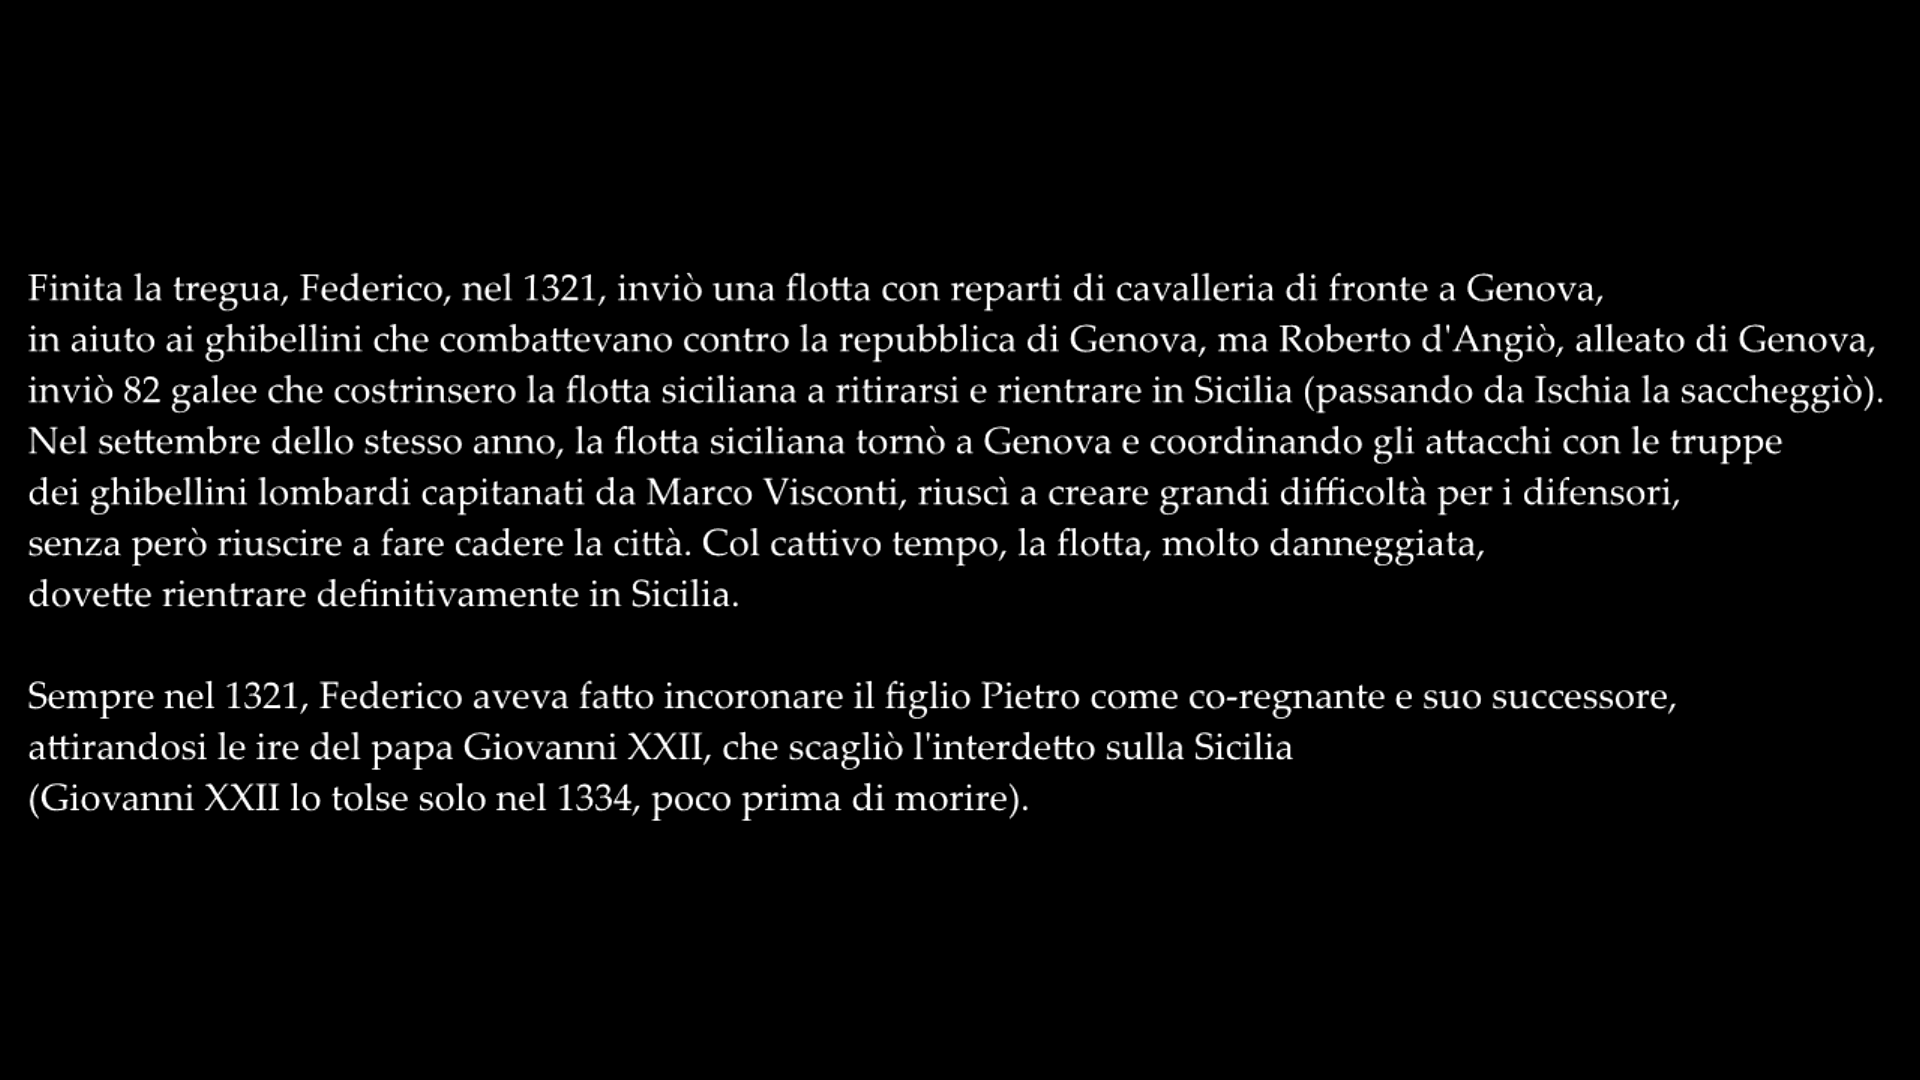 Finita la tregua, Federico, nel 1321, inviò una flotta con reparti di cavalleria di fronte a Genova,
in aiuto ai ghibellini che combattevano contro la repubblica di Genova, ma Roberto d'Angiò, alleato di Genova,
inviò 82 galee che costrinsero la flotta siciliana a ritirarsi e rientrare in Sicilia (passando da Ischia la saccheggiò).
Nel settembre dello stesso anno, la flotta siciliana tornò a Genova e coordinando gli attacchi con le truppe
dei ghibellini lombardi capitanati da Marco Visconti, riuscì a creare grandi difficoltà per i difensori,
senza però riuscire a fare cadere la città. Col cattivo tempo, la flotta, molto danneggiata,
dovette rientrare definitivamente in Sicilia.
Sempre nel 1321, Federico aveva fatto incoronare il figlio Pietro come co-regnante e suo successore,
attirandosi le ire del papa Giovanni XXII, che scagliò l'interdetto sulla Sicilia
(Giovanni XXII lo tolse solo nel 1334, poco prima di morire).